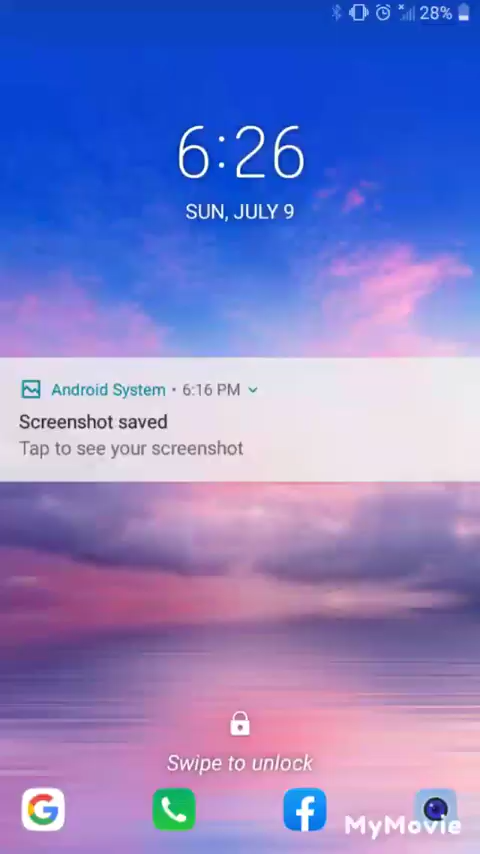 28%
6:26
SUN, JULY 9
Android System • 6:16 PM
Screenshot saved
Tap to see your screenshot
Swipe to unlock
MyMovie